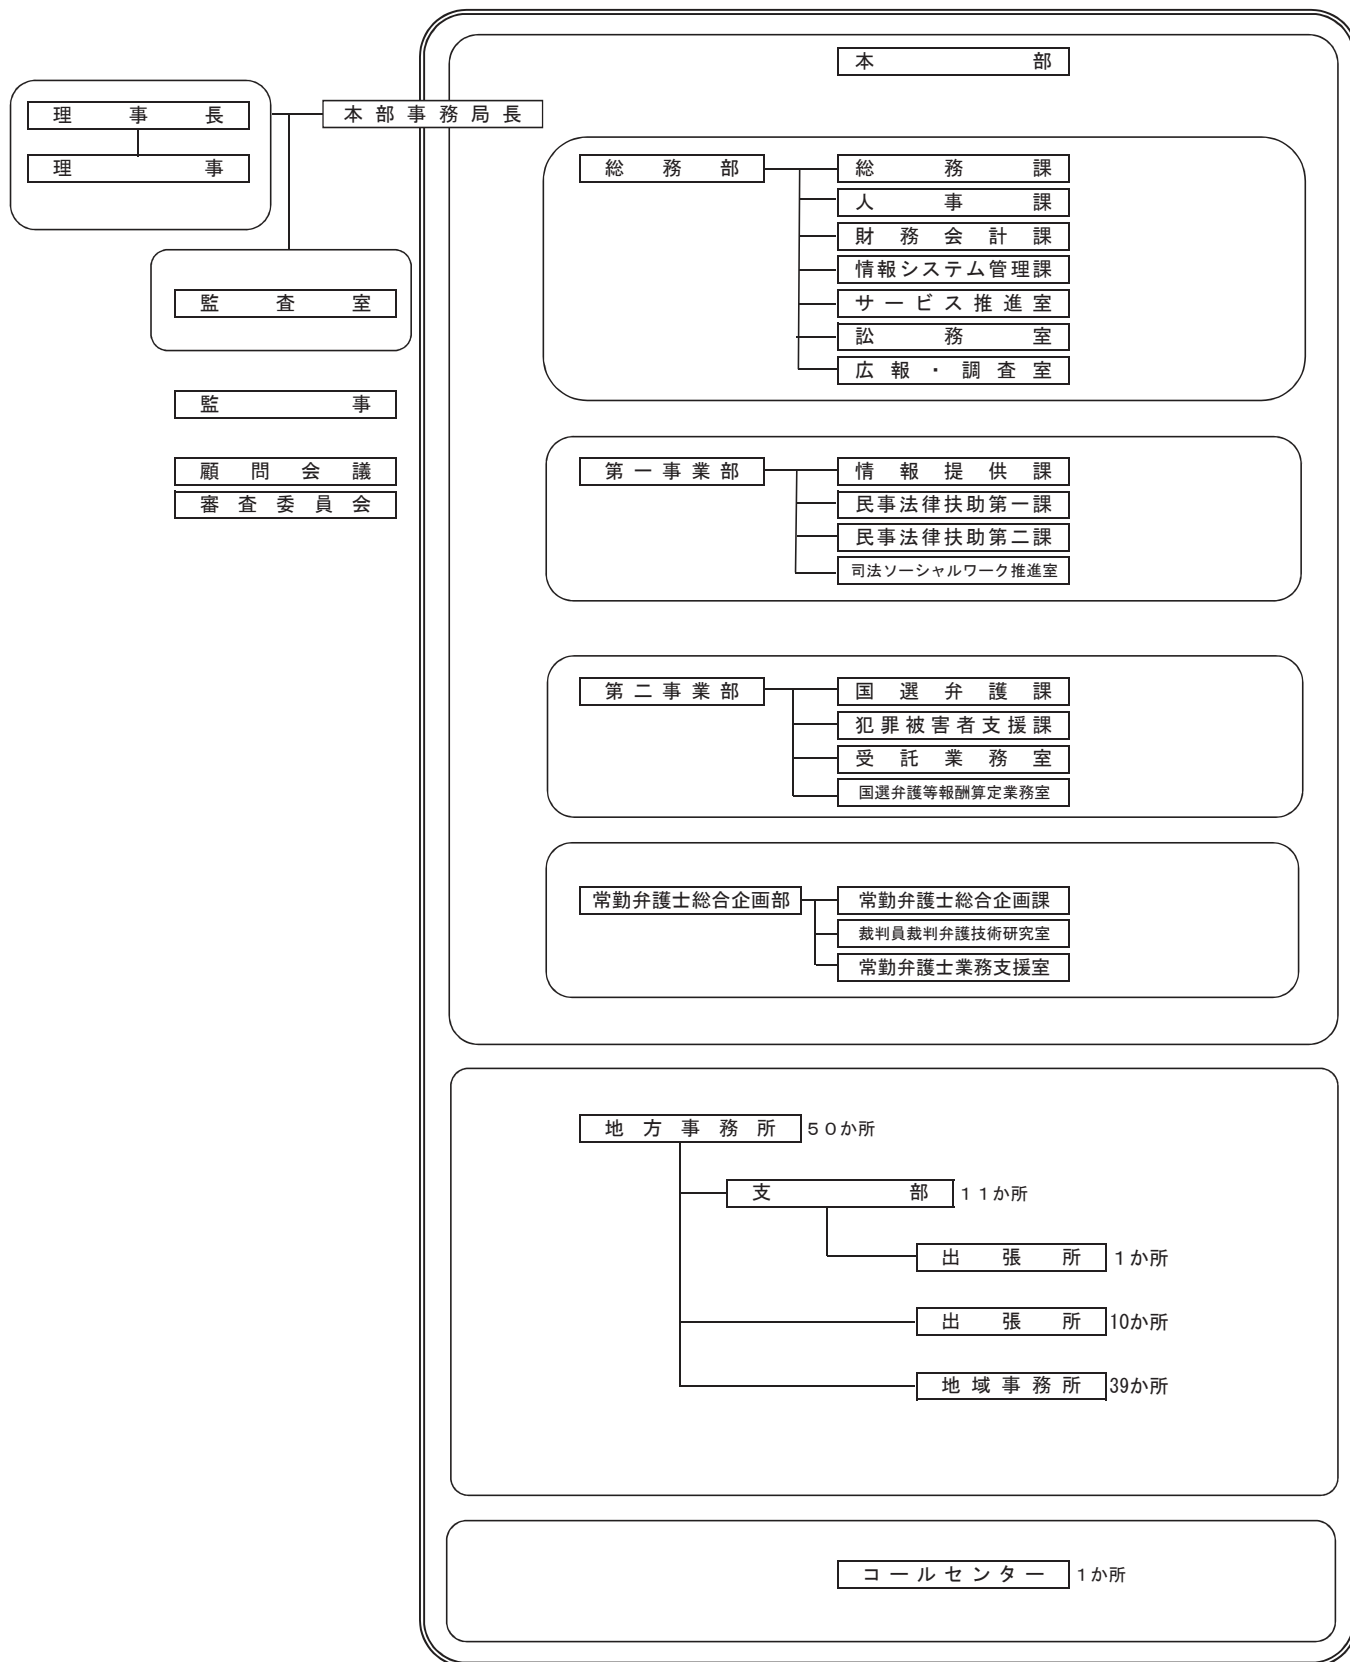 本部
理事長
本部事務局長
理事
総務部
総務課
人事課
財務会計課
情報システム管理課
サービス推進室
訟務室
広報・調査室
監査室
監事
顧問会議
審査委員会
第一事業部
情報提供課
民事法律扶助第一課
民事法律扶助第二課
司法ソーシャルワーク推進室
第二事業部
国選弁護課
犯罪被害者支援課
受託業務室
国選弁護等報酬算定業務室
常勤弁護士総合企画部
常勤弁護士総合企画課
裁判員裁判弁護技術研究室
常勤弁護士業務支援室
地方事務所 50か所
支部 11か所
出張所 1か所
出張所 10か所
地域事務所 39か所
コールセンター 1か所